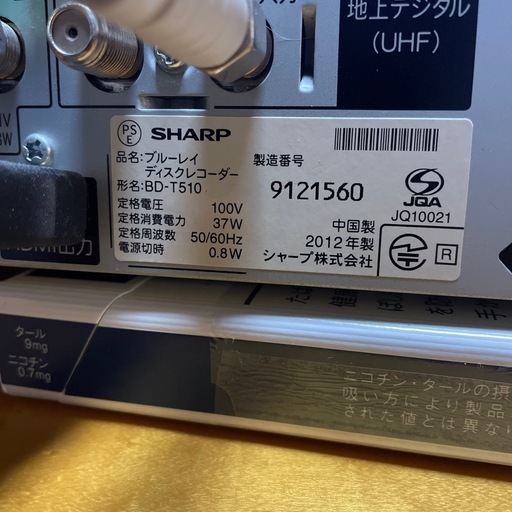 入力
地上デジタル
(UHF)
PS
E
SHARP
品名: ブルーレイ
ディスクレコーダー
形名: BD-T510
定格電圧 100V
定格消費電力 37W
定格周波数 50/60Hz
電源切時 0.8W
製造番号
9121560
中国製
2012年製
シャープ株式会社
JQA
JQ10021
R
HDMI出力
タール
9mg
ニコチン
0.7mg
ニコチン・タールの摂
吸い方により製品
された値とは異な